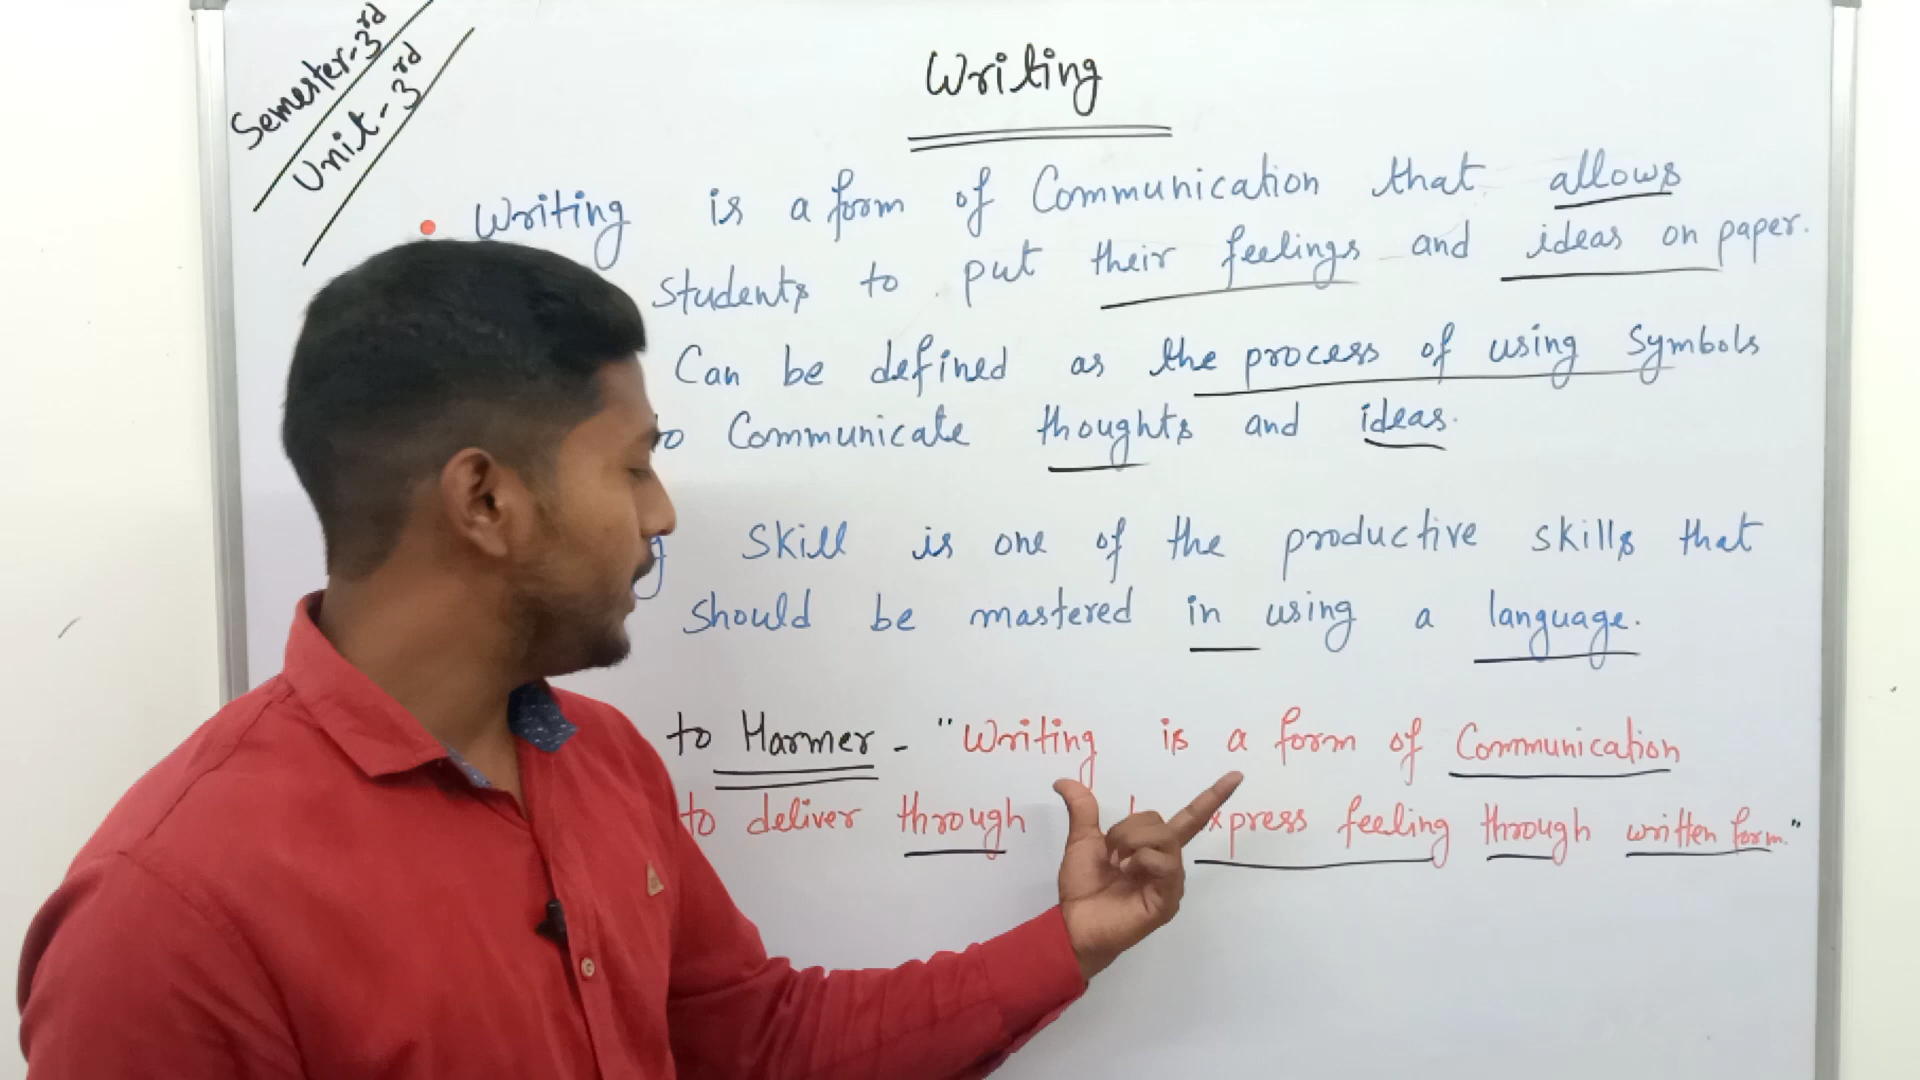 Semester-3rd
Unit-3rd
Writing
Writing is a form of Communication that allows
students to put their feelings and ideas on paper.
Can be defined as the process of using symbols
to Communicate thoughts and ideas.
skill is one of the productive skills that
should be mastered in using a language.
to Harmer - "Writing is a form of Communication
to deliver through express feeling through written form."